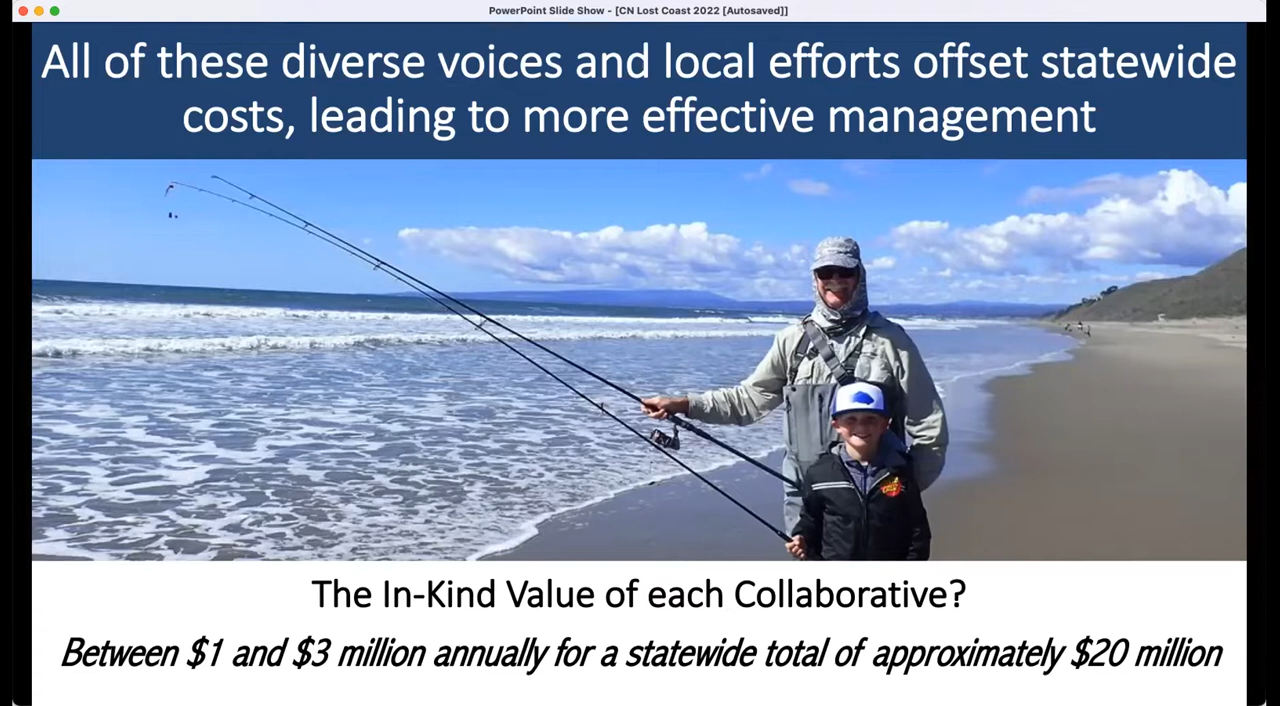 PowerPoint Slide Show - [CN Lost Coast 2022 [Autosaved]]
All of these diverse voices and local efforts offset statewide
costs, leading to more effective management
The In-Kind Value of each Collaborative?
Between $1 and $3 million annually for a statewide total of approximately $20 million